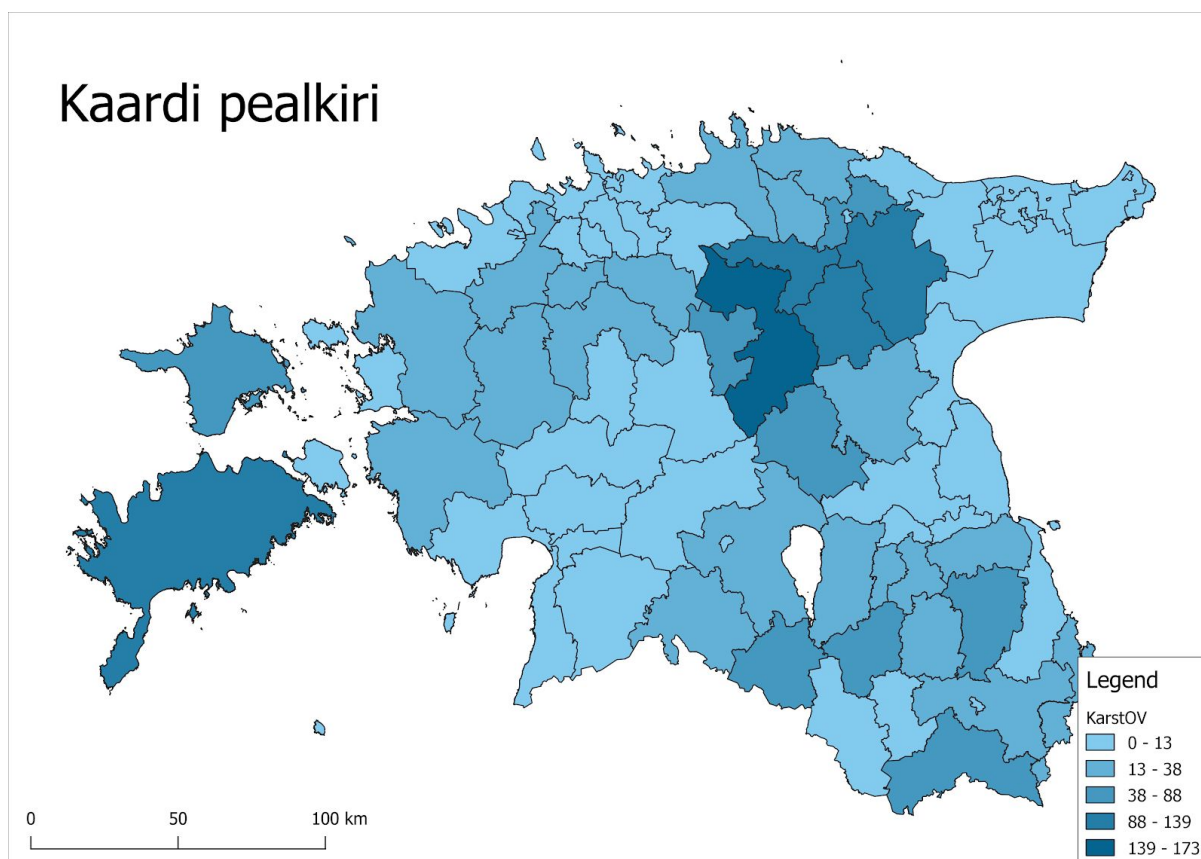 Kaardi pealkiri
Legend
KarstOV
0 - 13
13 - 38
38 - 88
88 - 139
139 - 173
0 50 100 km